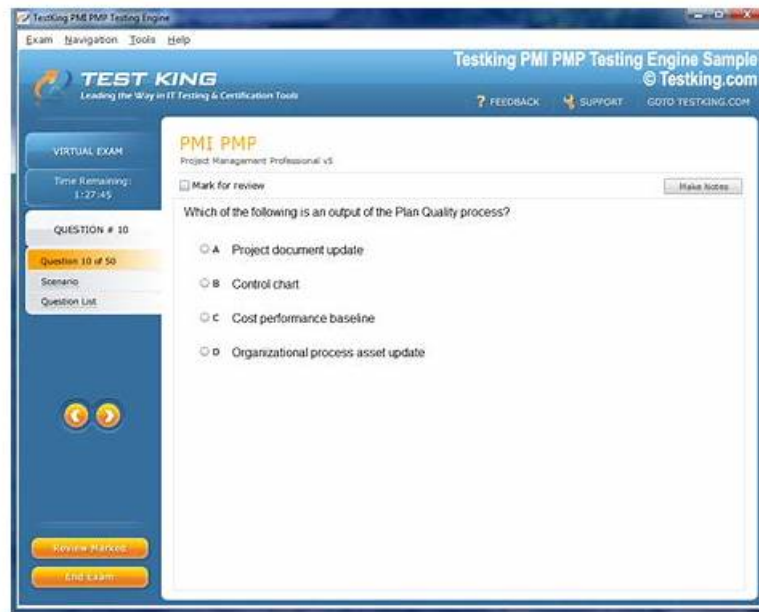 TestKing PMI PMP Testing Engine
Exam Navigation Tools Help
Testking PMI PMP Testing Engine Sample
© Testking.com
TEST KING
Leading the Way in IT Testing & Certification Tools
? FEEDBACK SUPPORT GOTO TESTKING.COM
VIRTUAL EXAM
Time Remaining:
1:27:45
QUESTION # 10
Question 10 of 50
Scenario
Question List
Review Marked
End Exam
PMI PMP
Project Management Professional v5
Mark for review
Make Notes
Which of the following is an output of the Plan Quality process?
A Project document update
B Control chart
C Cost performance baseline
D Organizational process asset update